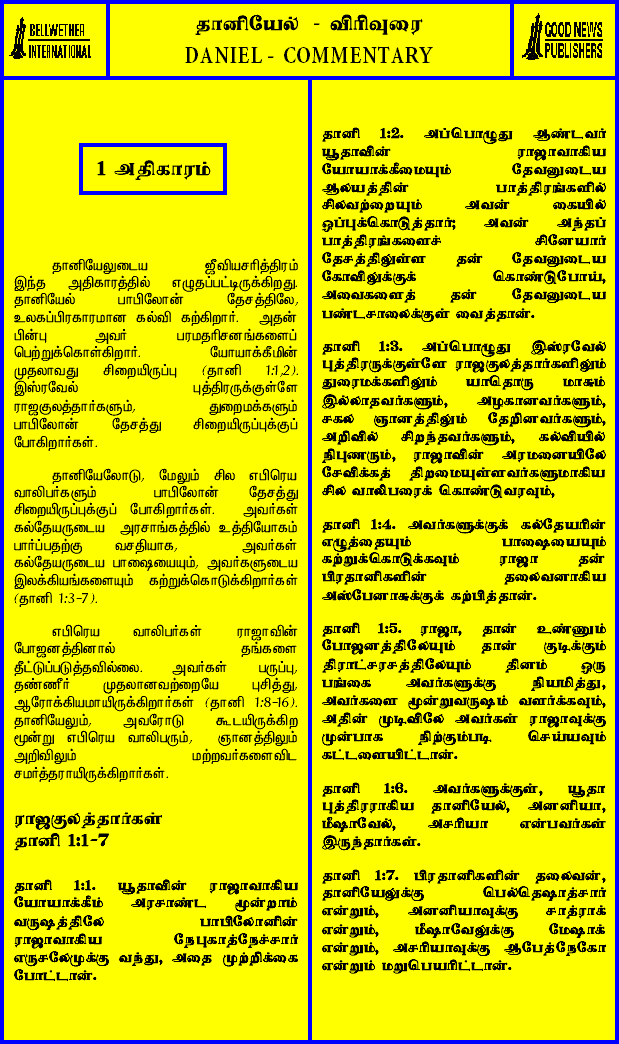 BELLWETHER
INTERNATIONAL
தானியேல் - விரிவுரை
DANIEL - COMMENTARY
GOOD NEWS
PUBLISHERS
1 அதிகாரம்
தானியேலுடைய ஜீவியசரித்திரம்
இந்த அதிகாரத்தில் எழுதப்பட்டிருக்கிறது.
தானியேல் பாபிலோன் தேசத்திலே,
உலகப்பிரகாரமான கல்வி கற்கிறார். அதன்
பின்பு அவர் பரமதரிசனங்களைப்
பெற்றுக்கொள்கிறார். யோயாக்கீமின்
முதலாவது சிறையிருப்பு (தானி 1:1,2).
இஸ்ரவேல் புத்திரருக்குள்ளே
ராஜகுலத்தார்களும், துரைமக்களும்
பாபிலோன் தேசத்து சிறையிருப்புக்குப்
போகிறார்கள்.
தானியேலோடு, மேலும் சில எபிரெய
வாலிபர்களும் பாபிலோன் தேசத்து
சிறையிருப்புக்குப் போகிறார்கள். அவர்கள்
கல்தேயருடைய அரசாங்கத்தில் உத்தியோகம்
பார்ப்பதற்கு வசதியாக, அவர்கள்
கல்தேயருடைய பாஷையையும், அவர்களுடைய
இலக்கியங்களையும் கற்றுக்கொடுக்கிறார்கள்
(தானி 1:3-7).
எபிரெய வாலிபர்கள் ராஜாவின்
போஜனத்தினால் தங்களை
தீட்டுப்படுத்தவில்லை. அவர்கள் பருப்பு,
தண்ணீர் முதலானவற்றையே புசித்து,
ஆரோக்கியமாயிருக்கிறார்கள் (தானி 1:8-16).
தானியேலும், அவரோடு கூடயிருக்கிற
மூன்று எபிரெய வாலிபரும், ஞானத்திலும்
அறிவிலும் மற்றவர்களைவிட
சமர்த்தராயிருக்கிறார்கள்.
ராஜகுலத்தார்கள்
தானி 1:1-7
தானி 1:1. யூதாவின் ராஜாவாகிய
யோயாக்கீம் அரசாண்ட மூன்றாம்
வருஷத்திலே பாபிலோனின்
ராஜாவாகிய நேபுகாத்நேச்சார்
எருசலேமுக்கு வந்து, அதை முற்றிக்கை
போட்டான்.
தானி 1:2. அப்பொழுது ஆண்டவர்
யூதாவின் ராஜாவாகிய
யோயாக்கீமையும் தேவனுடைய
ஆலயத்தின் பாத்திரங்களில்
சிலவற்றையும் அவன் கையில்
ஒப்புக்கொடுத்தார்; அவன் அந்தப்
பாத்திரங்களைச் சினேயார்
தேசத்திலுள்ள தன் தேவனுடைய
கோவிலுக்குக் கொண்டுபோய்,
அவைகளைத் தன் தேவனுடைய
பண்டசாலைக்குள் வைத்தான்.
தானி 1:3. அப்பொழுது இஸ்ரவேல்
புத்திரருக்குள்ளே ராஜகுலத்தார்களிலும்
துரைமக்களிலும் யாதொரு மாசும்
இல்லாதவர்களும், அழகானவர்களும்,
சகல ஞானத்திலும் தேறினவர்களும்,
அறிவில் சிறந்தவர்களும், கல்வியில்
நிபுணரும், ராஜாவின் அரமனையிலே
சேவிக்கத் திறமையுள்ளவர்களுமாகிய
சில வாலிபரைக் கொண்டுவரவும்,
தானி 1:4. அவர்களுக்குக் கல்தேயரின்
எழுத்தையும் பாஷையையும்
கற்றுக்கொடுக்கவும் ராஜா தன்
பிரதானிகளின் தலைவனாகிய
அஸ்பேனாசுக்குக் கற்பித்தான்.
தானி 1:5. ராஜா, தான் உண்ணும்
போஜனத்திலேயும் தான் குடிக்கும்
திராட்சரசத்திலேயும் தினம் ஒரு
பங்கை அவர்களுக்கு நியமித்து,
அவர்களை மூன்றுவருஷம் வளர்க்கவும்,
அதின் முடிவிலே அவர்கள் ராஜாவுக்கு
முன்பாக நிற்கும்படி செய்யவும்
கட்டளையிட்டான்.
தானி 1:6. அவர்களுக்குள், யூதா
புத்திரராகிய தானியேல், அனனியா,
மீஷாவேல், அசரியா என்பவர்கள்
இருந்தார்கள்.
தானி 1:7. பிரதானிகளின் தலைவன்,
தானியேலுக்கு பெல்தெஷாத்சார்
என்றும், அனனியாவுக்கு சாத்ராக்
என்றும், மீஷாவேலுக்கு மேஷாக்
என்றும், அசரியாவுக்கு ஆபேத்நேகோ
என்றும் மறுபெயரிட்டான்.